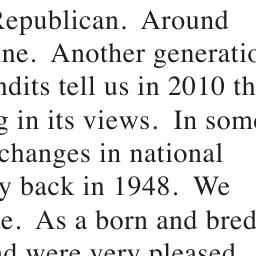 Republican. Around
ne. Another generatio
ndits tell us in 2010 th
g in its views. In som
changes in national
y back in 1948. We
e. As a born and bred
nd were very pleased